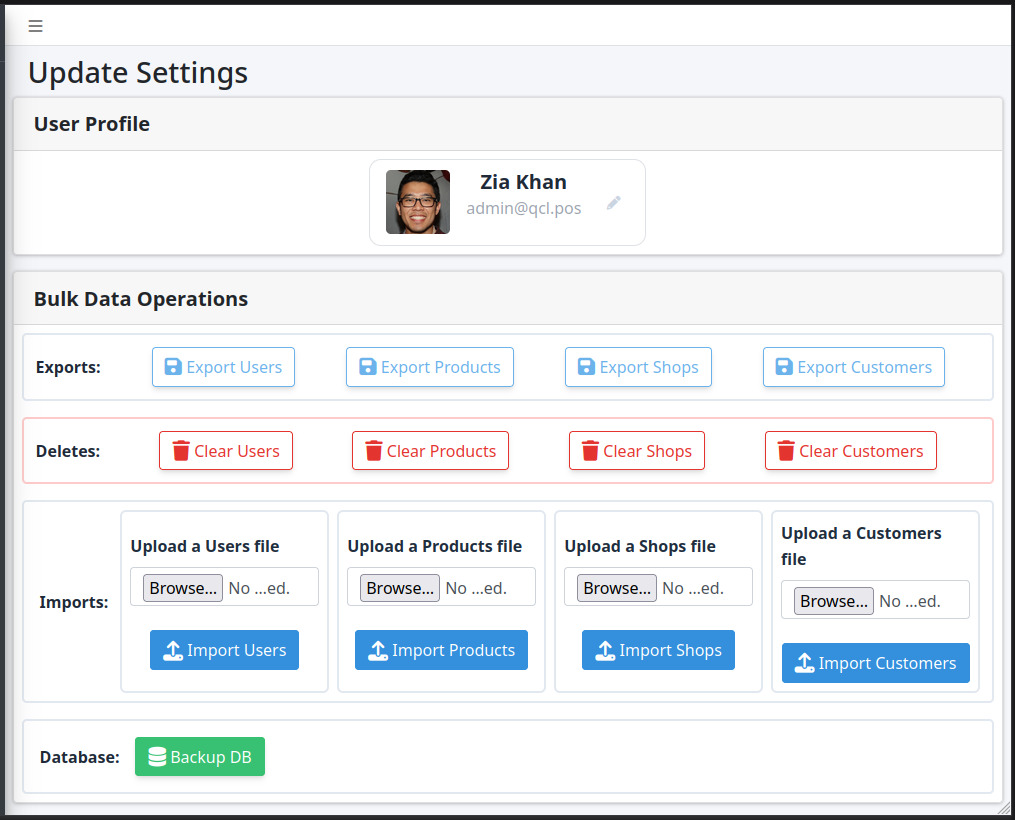 Update Settings
User Profile
Zia Khan
admin@qcl.pos
Bulk Data Operations
Exports: Export Users Export Products Export Shops Export Customers
Deletes: Clear Users Clear Products Clear Shops Clear Customers
Imports:
Upload a Users file
Browse... No ...ed.
Import Users
Upload a Products file
Browse... No ...ed.
Import Products
Upload a Shops file
Browse... No ...ed.
Import Shops
Upload a Customers
file
Browse... No ...ed.
Import Customers
Database: Backup DB